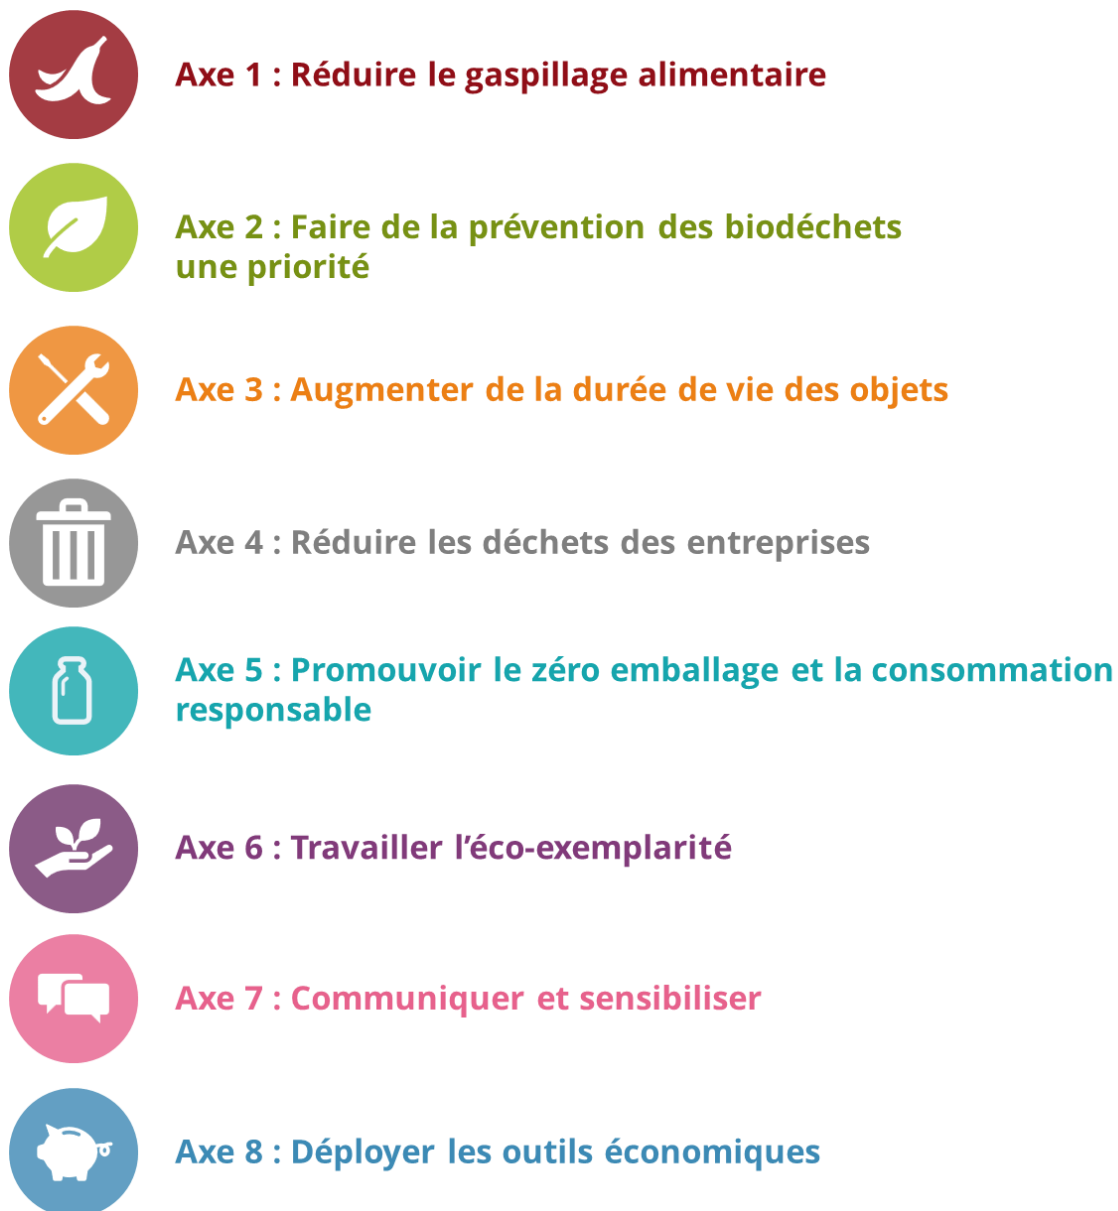 Axe 1 : Réduire le gaspillage alimentaire
Axe 2 : Faire de la prévention des biodéchets
une priorité
Axe 3 : Augmenter de la durée de vie des objets
Axe 4 : Réduire les déchets des entreprises
Axe 5 : Promouvoir le zéro emballage et la consommation
responsable
Axe 6 : Travailler l’éco-exemplarité
Axe 7 : Communiquer et sensibiliser
Axe 8 : Déployer les outils économiques